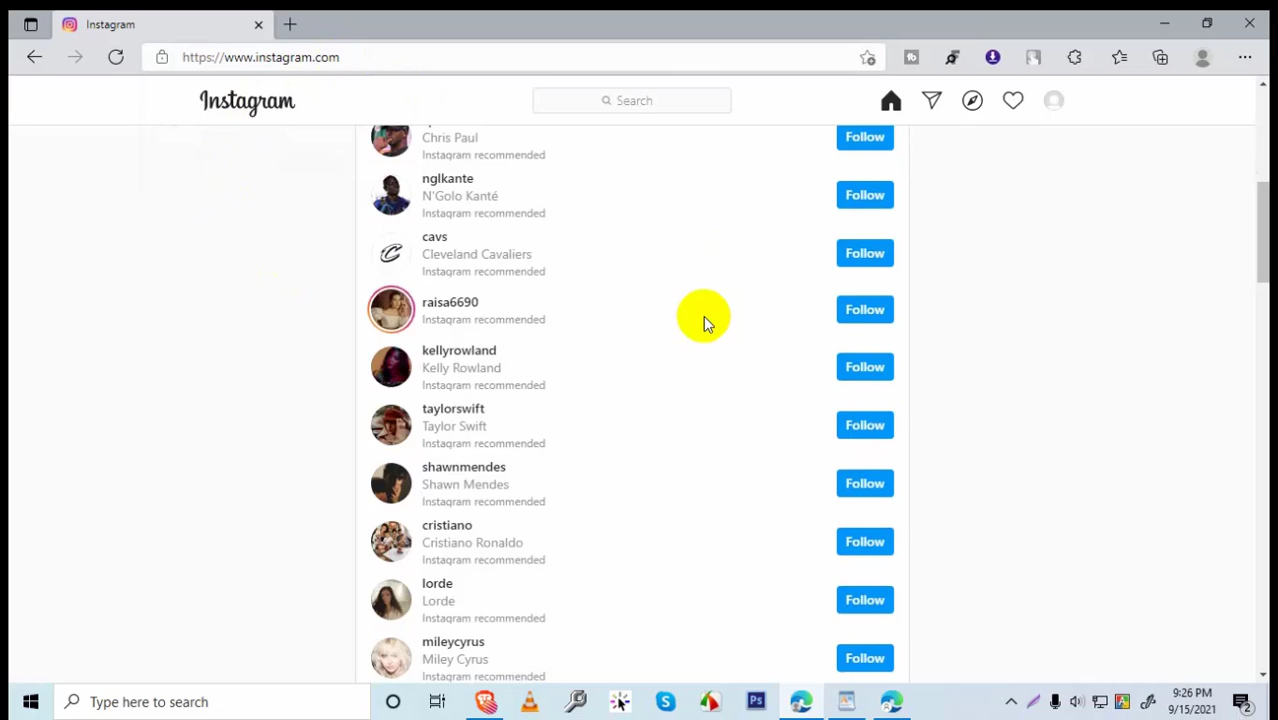 Instagram
https://www.instagram.com
Instagram
Search
Chris Paul
Instagram recommended
Follow
nglkante
N'Golo Kanté
Instagram recommended
Follow
cavs
Cleveland Cavaliers
Instagram recommended
Follow
raisa6690
Instagram recommended
Follow
kellyrowland
Kelly Rowland
Instagram recommended
Follow
taylorswift
Taylor Swift
Instagram recommended
Follow
shawnmendes
Shawn Mendes
Instagram recommended
Follow
cristiano
Cristiano Ronaldo
Instagram recommended
Follow
lorde
Lorde
Instagram recommended
Follow
mileycyrus
Miley Cyrus
Instagram recommended
Follow
Type here to search
Ps
9:26 PM
9/15/2021
2